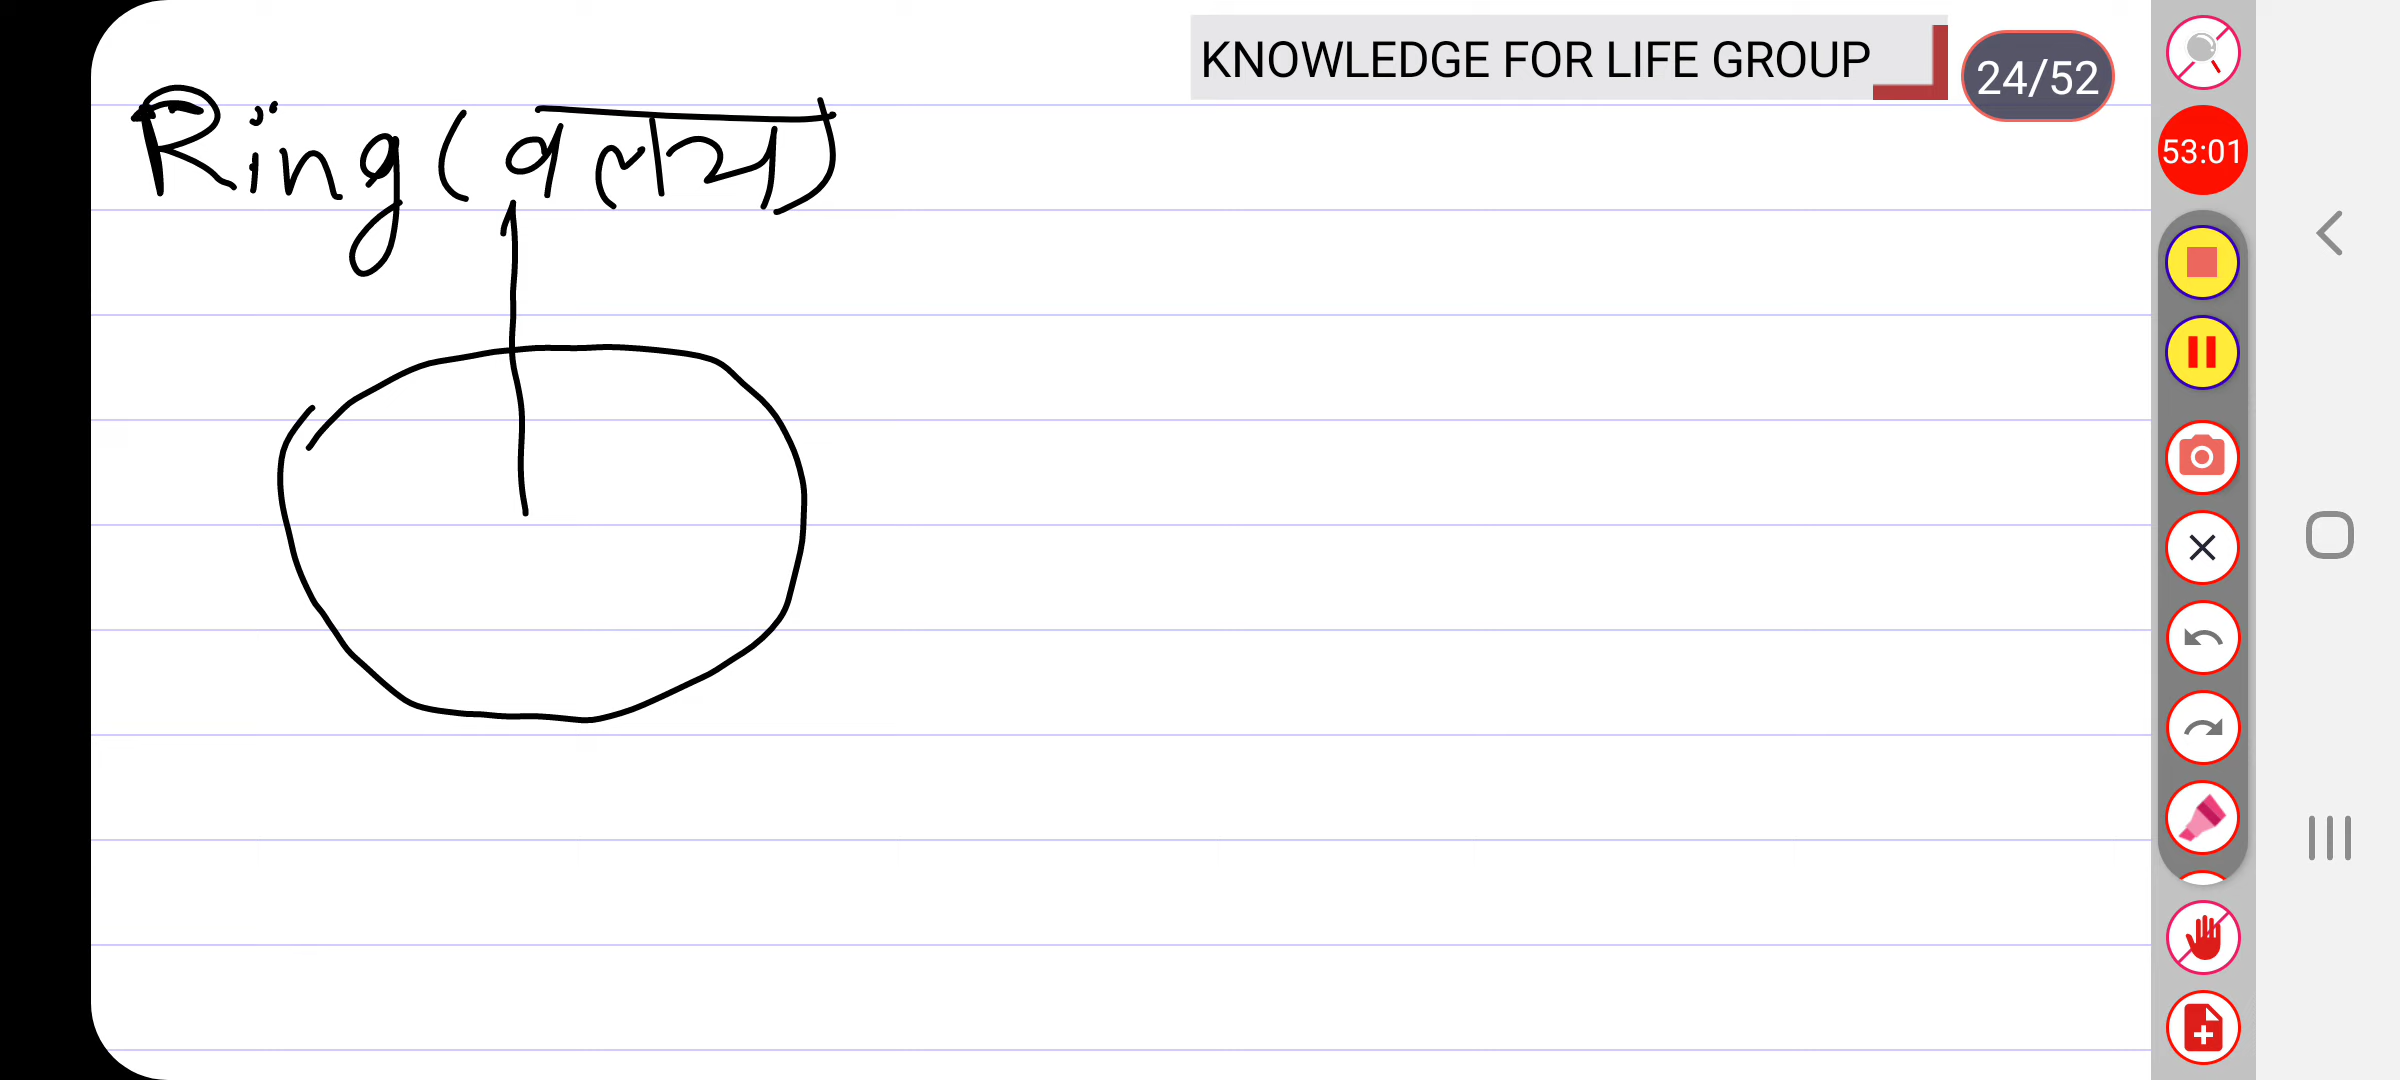 KNOWLEDGE FOR LIFE GROUP
24/52
Ring (वलय)
53:01